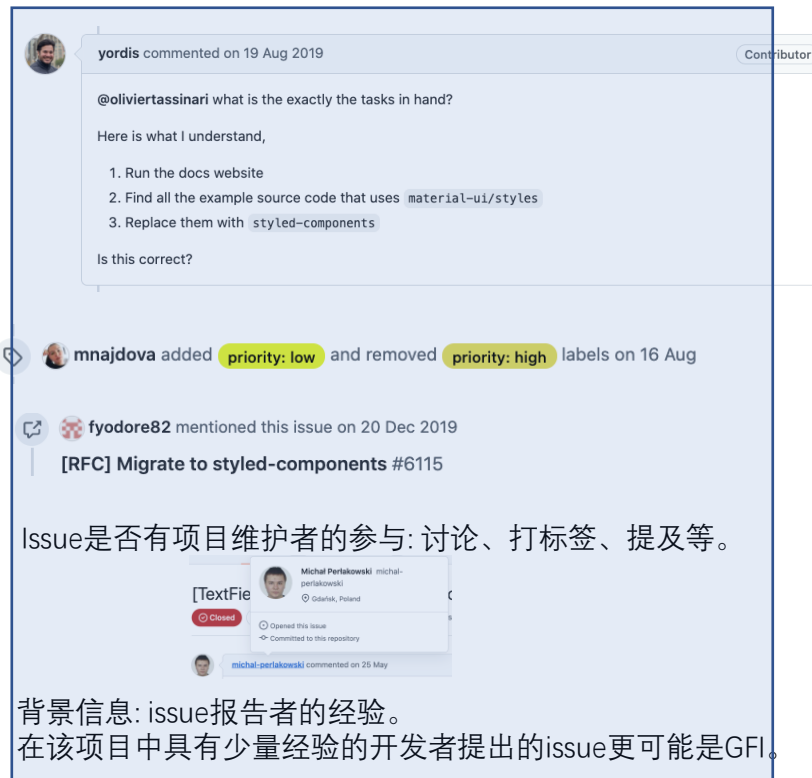 yordis commented on 19 Aug 2019
Contributor
@oliviertassinari what is the exactly the tasks in hand?
Here is what I understand,
1. Run the docs website
2. Find all the example source code that uses material-ui/styles
3. Replace them with styled-components
Is this correct?
mnajdova added priority: low and removed priority: high labels on 16 Aug
fyodore82 mentioned this issue on 20 Dec 2019
[RFC] Migrate to styled-components #6115
Issue是否有项目维护者的参与: 讨论、打标签、提及等。
Michał Perłakowski michal-
perlakowski
Gdańsk, Poland
[TextFie
Closed
Opened this issue
Committed to this repository
michal-perlakowski commented on 25 May
背景信息: issue报告者的经验。
在该项目中具有少量经验的开发者提出的issue更可能是GFI。